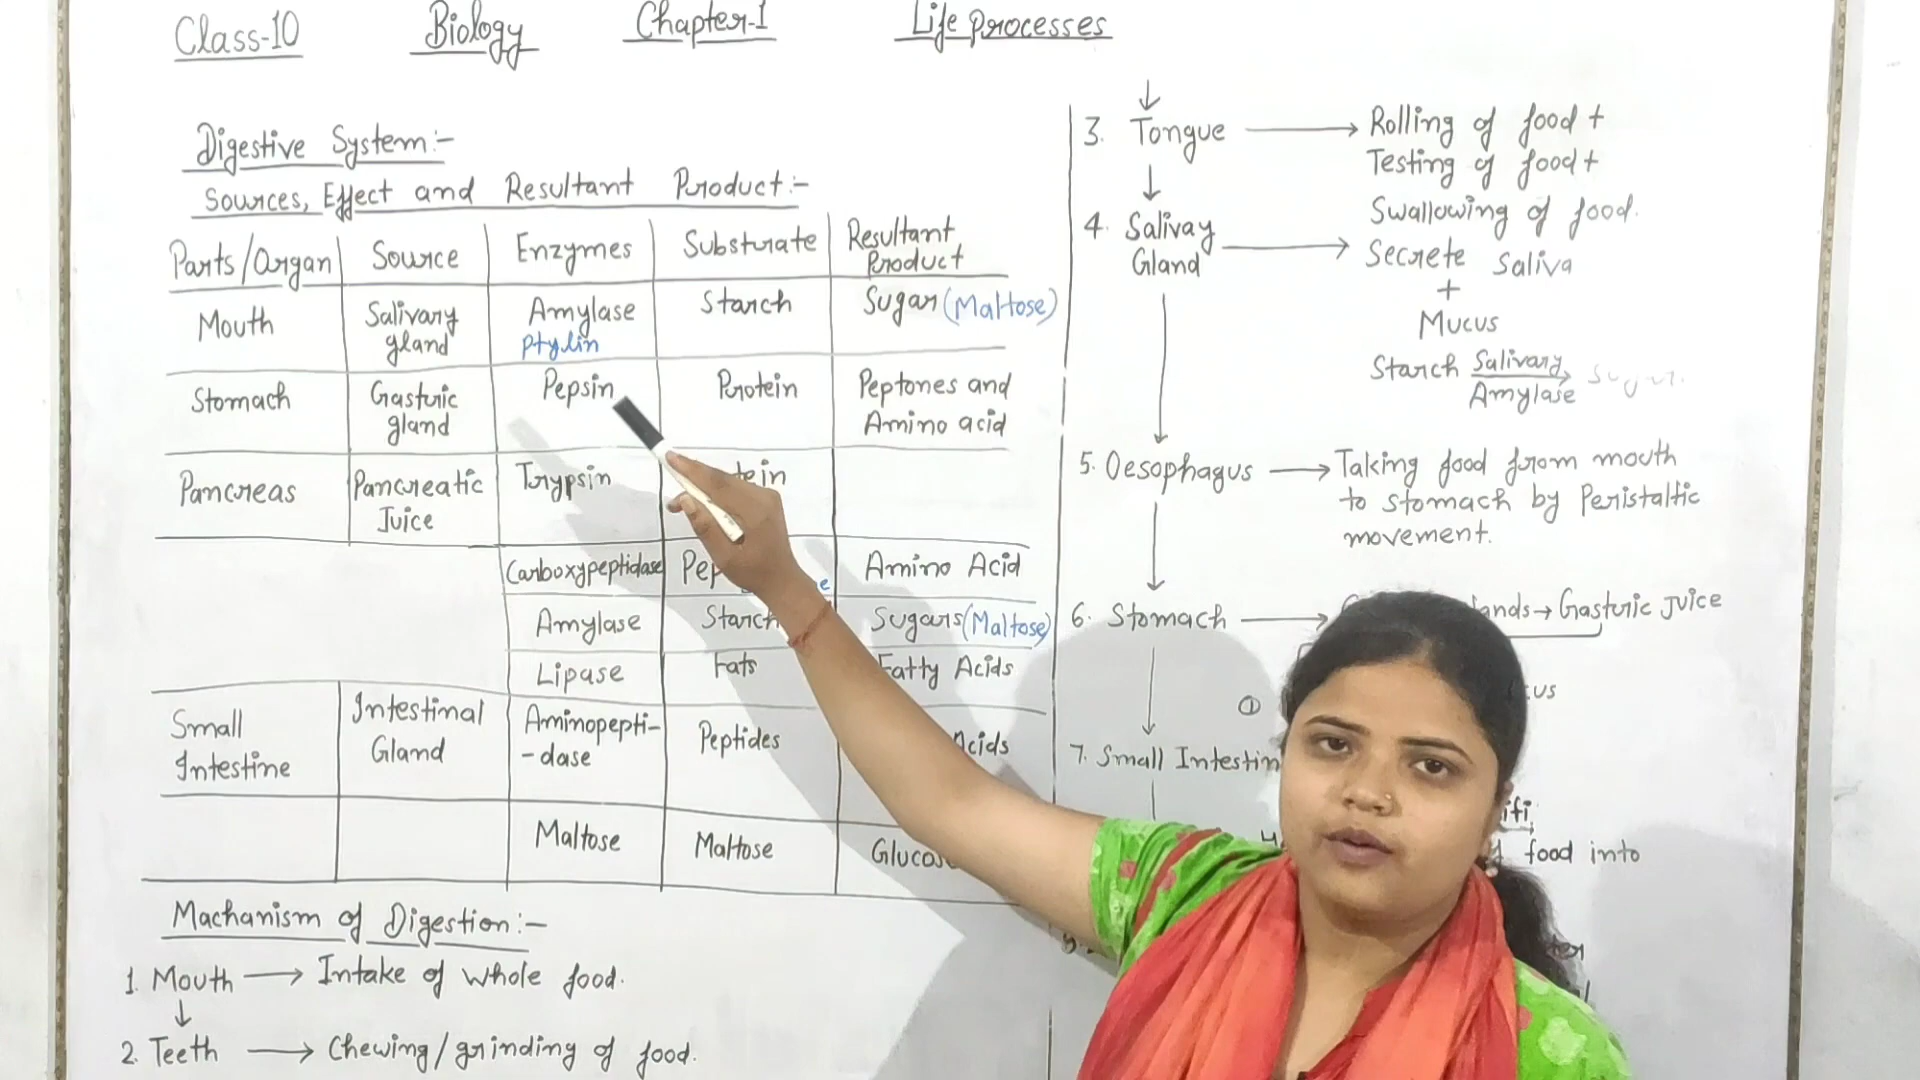 Class-10 Biology Chapter-1 Life processes
Digestive System:-
Sources, Effect and Resultant Product:-
Parts/Organ Source Enzymes Substrate Resultant Product
Mouth Salivary gland Amylase Ptylin Starch Sugar (Maltose)
Stomach Gastric gland Pepsin Protein Peptones and Amino acid
Pancreas Pancreatic Juice Trypsin
Carboxypeptidase Amino Acid
Amylase Starch Sugars (Maltose)
Lipase Fats Fatty Acids
Small Intestine Intestinal Gland Aminopepti-
-dase Peptides Acids
Maltose Maltose
Machanism of Digestion:-
1. Mouth → Intake of whole food.
↓
2. Teeth → Chewing/grinding of food.
↓
3. Tongue → Rolling of food +
Testing of food +
Swallowing of food.
↓
4. Salivay Gland → Secrete Saliva
+
Mucus
Starch Salivary Amylase → Sugar.
↓
5. Oesophagus → Taking food from mouth
to stomach by Peristaltic
movement.
↓
6. Stomach → → Gastric Juice
①
↓
7. Small
food into